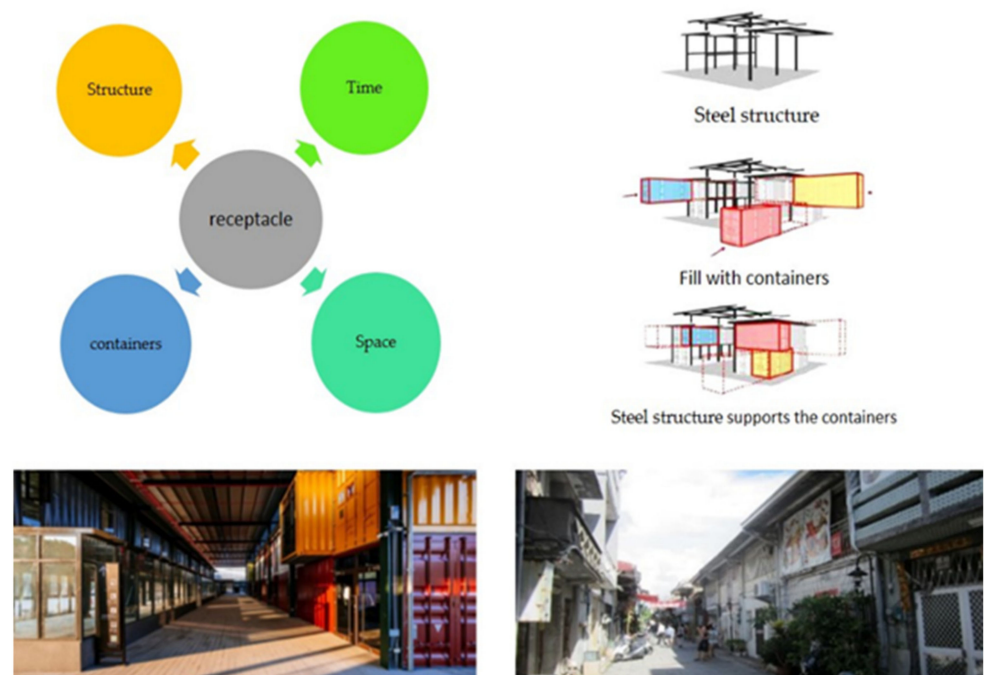 Structure
Time
receptacle
containers
Space
Steel structure
Fill with containers
Steel structure supports the containers